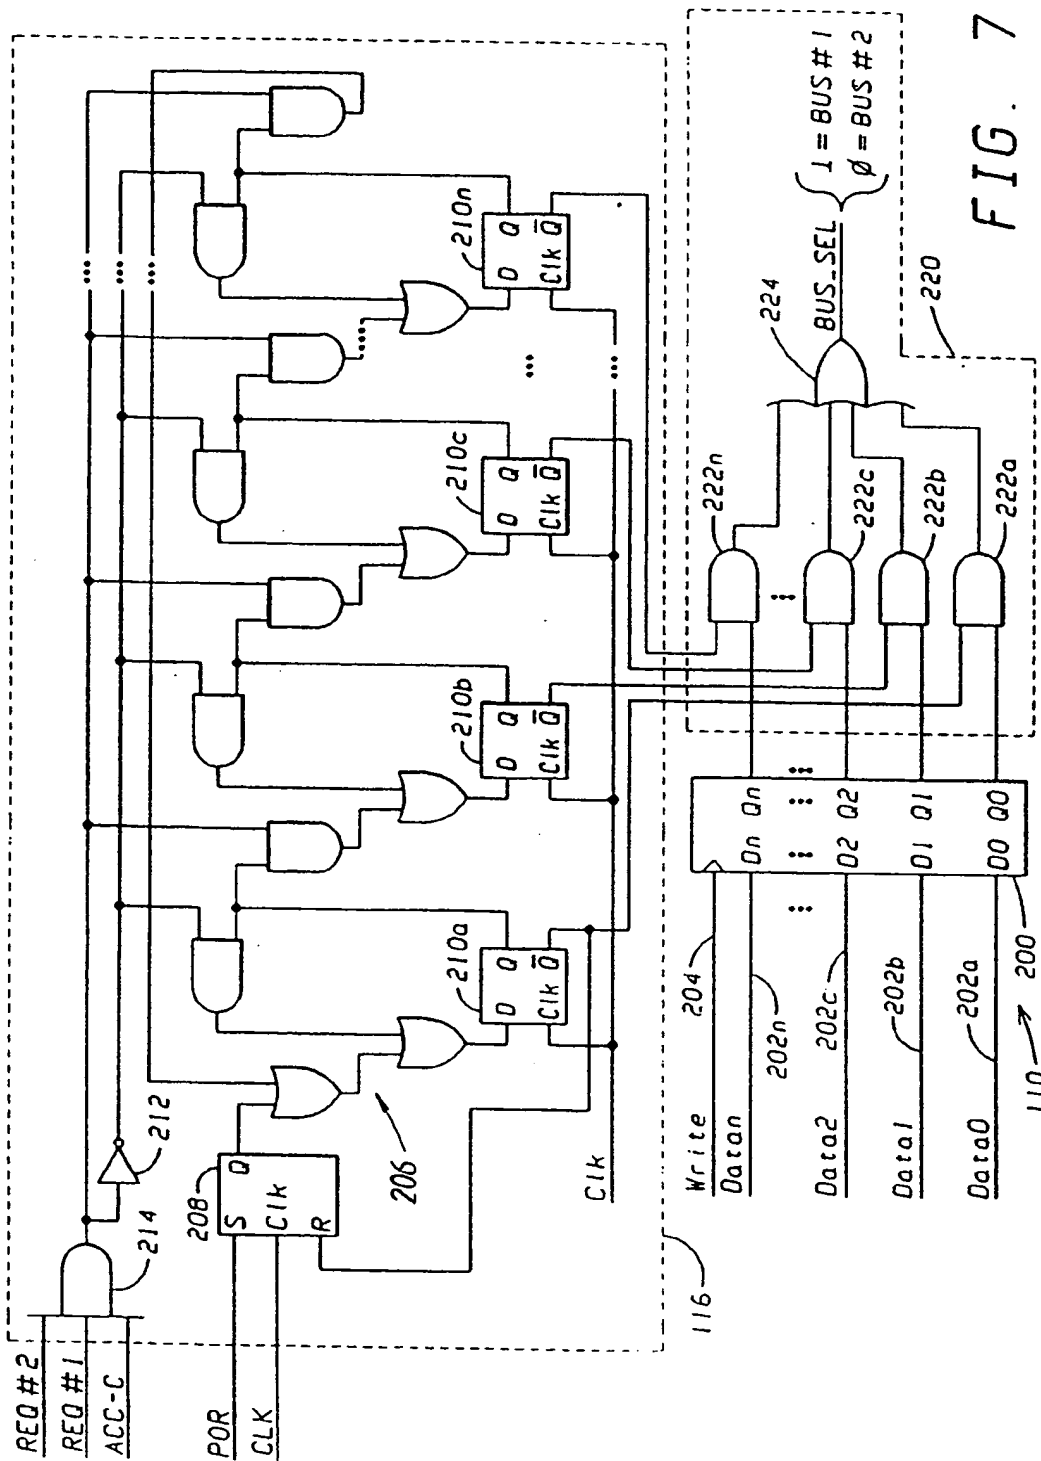 REQ #2
REQ #1
ACC-C
214
212
POR
CLK
208
S Q
Clk
R
206
210a
D Q
Clk Q̅
210b
D Q
Clk Q̅
210c
D Q
Clk Q̅
210n
D Q
Clk Q̅
...
...
...
....
...
...
Clk
116
Write
204
Datan
202n
Dn Qn
...
Data2
202c
D2 Q2
Data1
202b
D1 Q1
Data0
202a
D0 Q0
110
200
222n
222c
222b
222a
224
BUS_SEL
1 = BUS #1
Ø = BUS #2
220
FIG. 7